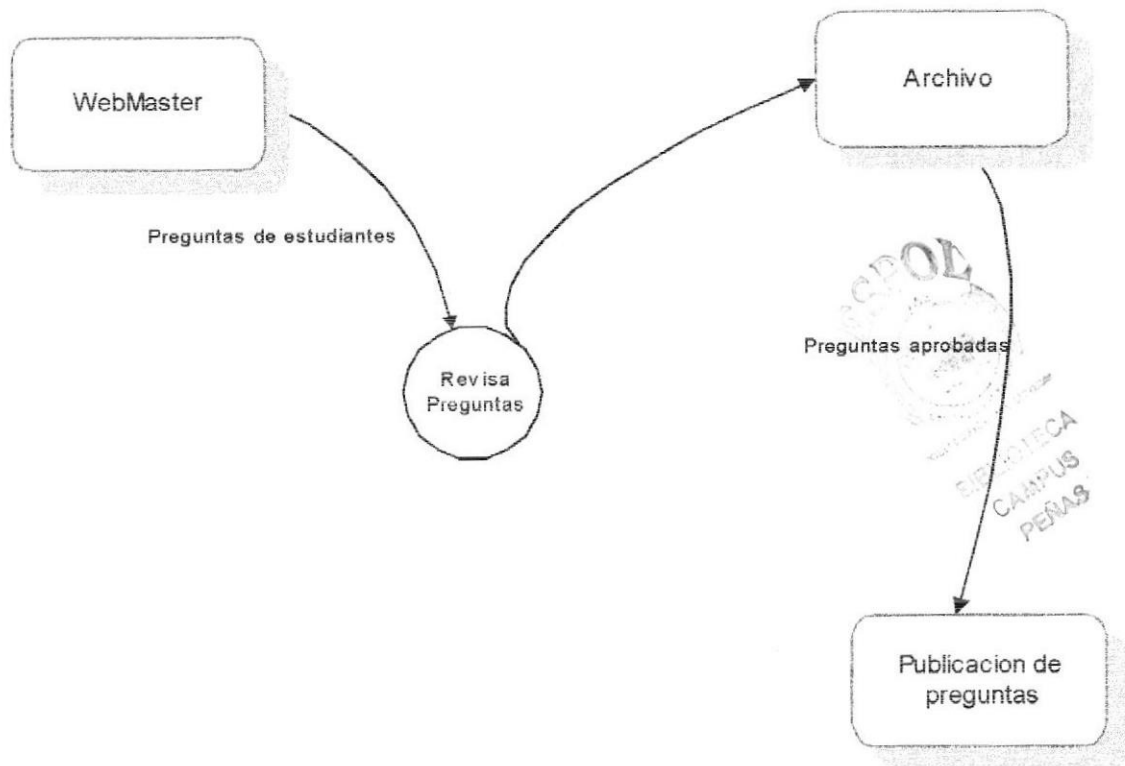 WebMaster
Archivo
Preguntas de estudiantes
Preguntas aprobadas
Revisa
Preguntas
BIBLIOTECA
CAMPUS
PEÑAS
Publicacion de
preguntas